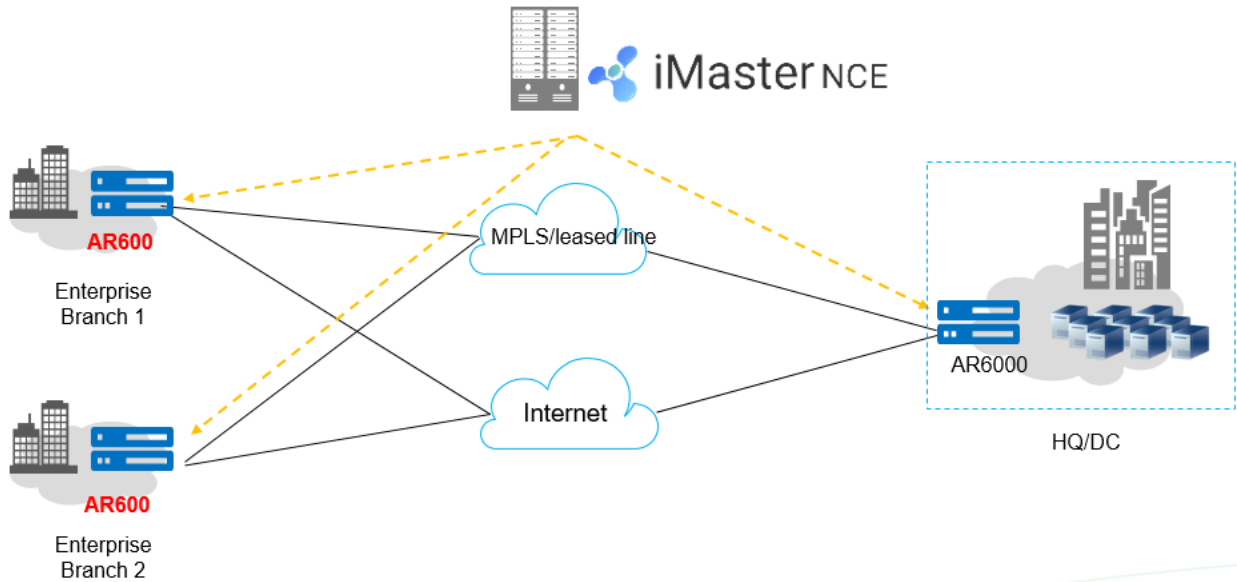 iMaster NCE
AR600
Enterprise
Branch 1
MPLS/leased line
AR6000
Internet
HQ/DC
AR600
Enterprise
Branch 2